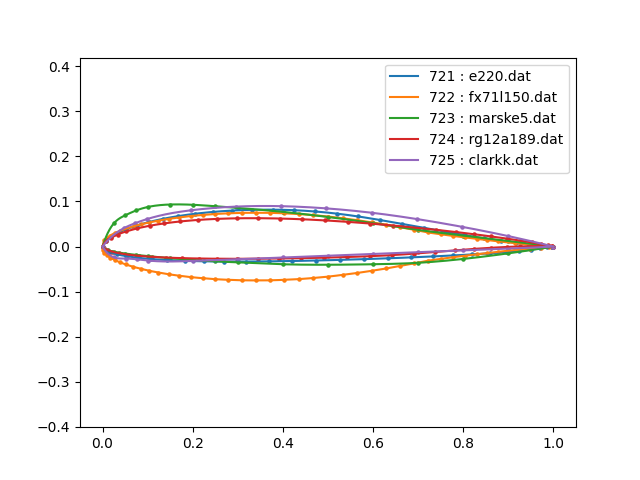 0.4
0.3
0.2
0.1
0.0
−0.1
−0.2
−0.3
−0.4
0.0 0.2 0.4 0.6 0.8 1.0
721 : e220.dat
722 : fx71l150.dat
723 : marske5.dat
724 : rg12a189.dat
725 : clarkk.dat